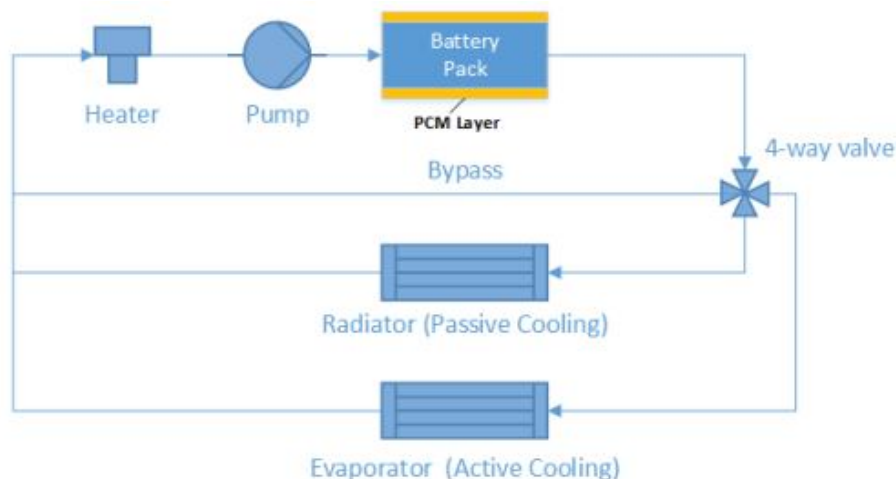 Battery
Pack
Heater
Pump
PCM Layer
4-way valve
Bypass
Radiator (Passive Cooling)
Evaporator (Active Cooling)